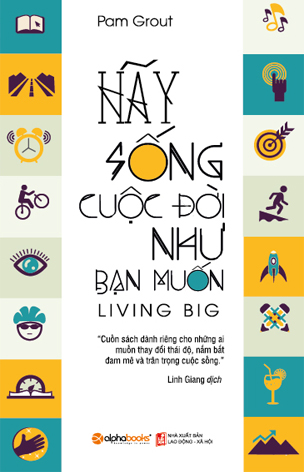 Pam Grout
HÃY
SỐNG
CUỘC ĐỜI
NHƯ
BẠN MUỐN
LIVING BIG
"Cuốn sách dành riêng cho những ai
muốn thay đổi thái độ, nắm bắt
đam mê và trân trọng cuộc sống."
Linh Giang dịch
alphabooks
NHÀ XUẤT BẢN
LAO ĐỘNG - XÃ HỘI